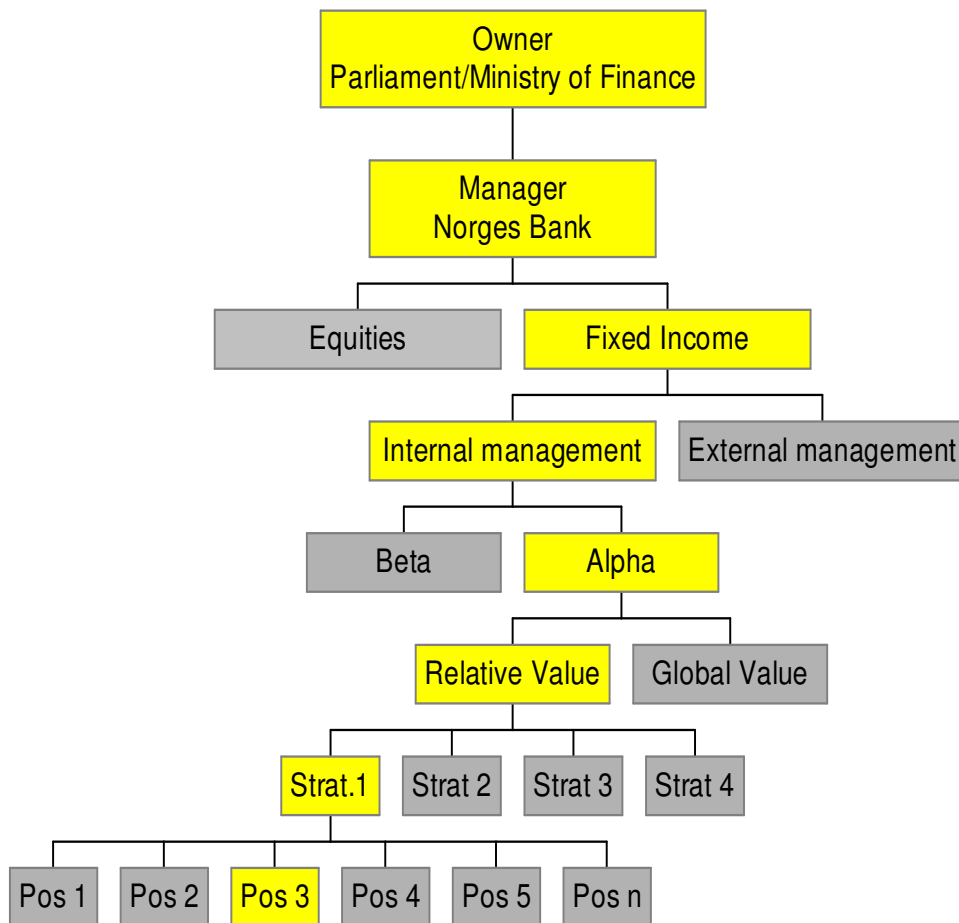 Owner
Parliament/Ministry of Finance
Manager
Norges Bank
Equities
Fixed Income
Internal management
External management
Beta
Alpha
Relative Value
Global Value
Strat.1
Strat 2
Strat 3
Strat 4
Pos 1
Pos 2
Pos 3
Pos 4
Pos 5
Pos n